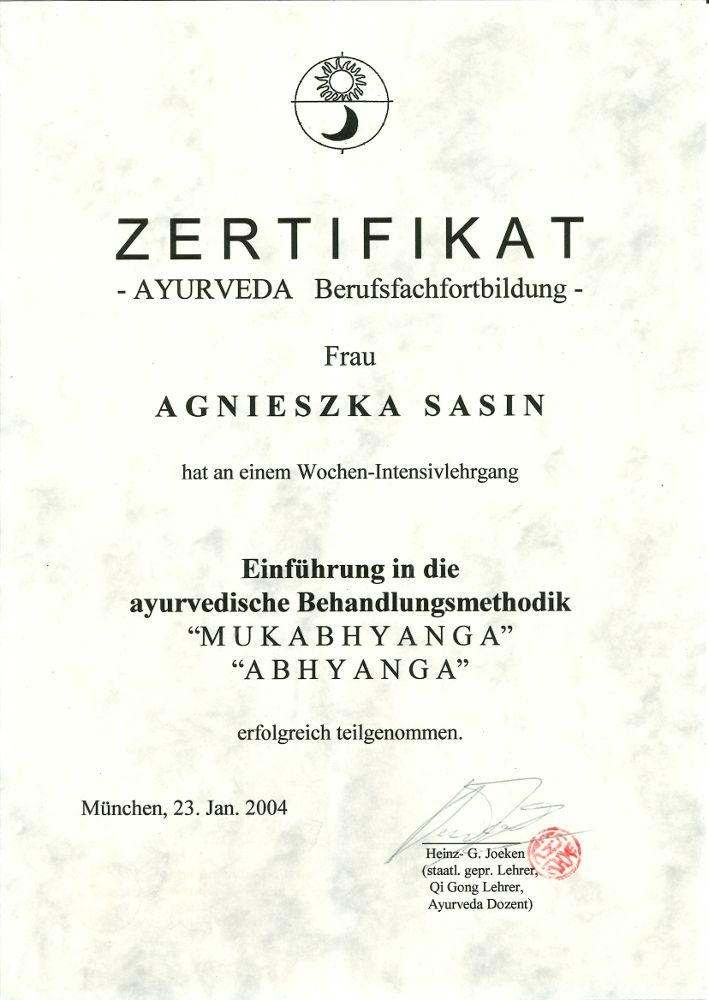 ZERTIFIKAT
- AYURVEDA Berufsfachfortbildung -
Frau
AGNIESZKA SASIN
hat an einem Wochen-Intensivlehrgang
Einführung in die
ayurvedische Behandlungsmethodik
“MUKABHYANGA”
“ABHYANGA”
erfolgreich teilgenommen.
München, 23. Jan. 2004
Heinz- G. Joeken
(staatl. gepr. Lehrer,
Qi Gong Lehrer,
Ayurveda Dozent)